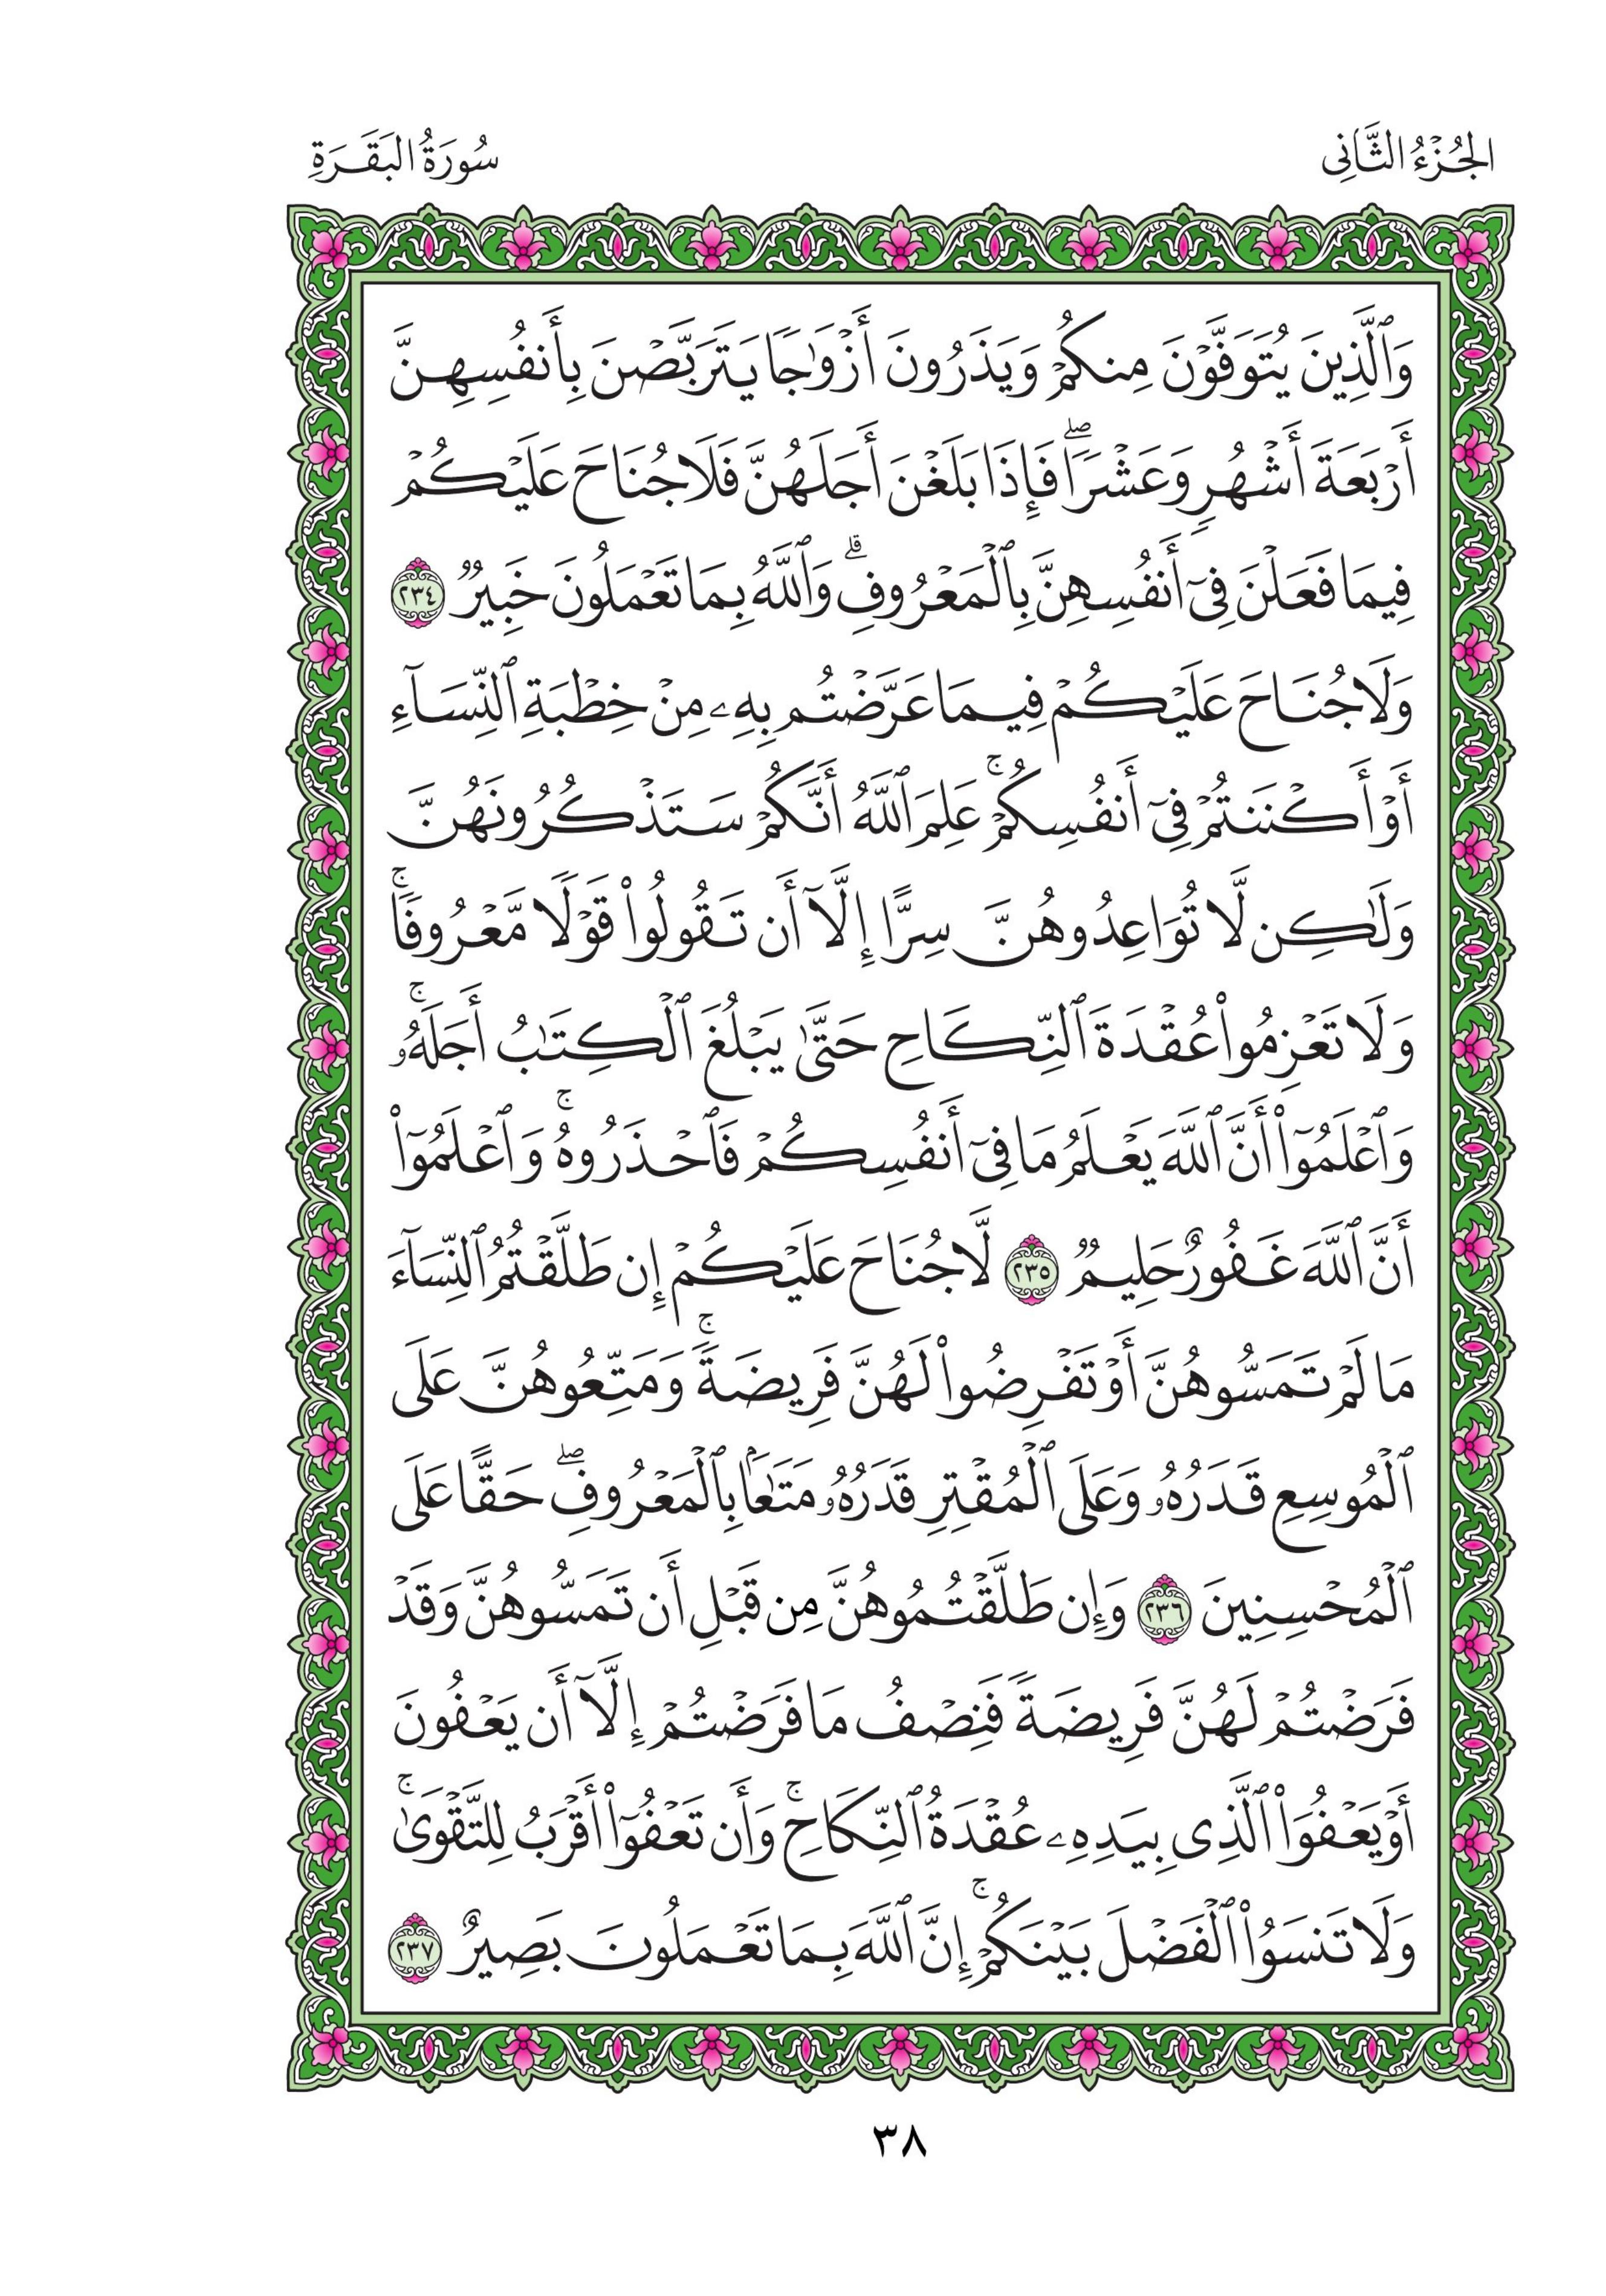 الجُزْءُ الثَّانِي
سُورَةُ البَقَرَةِ
وَٱلَّذِينَ يُتَوَفَّوۡنَ مِنكُمۡ وَيَذَرُونَ أَزۡوَٰجٗا يَتَرَبَّصۡنَ بِأَنفُسِهِنَّ
أَرۡبَعَةَ أَشۡهُرٖ وَعَشۡرٗاۖ فَإِذَا بَلَغۡنَ أَجَلَهُنَّ فَلَا جُنَاحَ عَلَيۡكُمۡ
فِيمَا فَعَلۡنَ فِيٓ أَنفُسِهِنَّ بِٱلۡمَعۡرُوفِۗ وَٱللَّهُ بِمَا تَعۡمَلُونَ خَبِيرٞ ٢٣٤
وَلَا جُنَاحَ عَلَيۡكُمۡ فِيمَا عَرَّضۡتُم بِهِۦ مِنۡ خِطۡبَةِ ٱلنِّسَآءِ
أَوۡ أَكۡنَنتُمۡ فِيٓ أَنفُسِكُمۡۚ عَلِمَ ٱللَّهُ أَنَّكُمۡ سَتَذۡكُرُونَهُنَّ
وَلَٰكِن لَّا تُوَاعِدُوهُنَّ سِرًّا إِلَّآ أَن تَقُولُواْ قَوۡلٗا مَّعۡرُوفٗاۚ
وَلَا تَعۡزِمُواْ عُقۡدَةَ ٱلنِّكَاحِ حَتَّىٰ يَبۡلُغَ ٱلۡكِتَٰبُ أَجَلَهُۥۚ
وَٱعۡلَمُوٓاْ أَنَّ ٱللَّهَ يَعۡلَمُ مَا فِيٓ أَنفُسِكُمۡ فَٱحۡذَرُوهُۚ وَٱعۡلَمُوٓاْ
أَنَّ ٱللَّهَ غَفُورٌ حَلِيمٞ ٢٣٥ لَّا جُنَاحَ عَلَيۡكُمۡ إِن طَلَّقۡتُمُ ٱلنِّسَآءَ
مَا لَمۡ تَمَسُّوهُنَّ أَوۡ تَفۡرِضُواْ لَهُنَّ فَرِيضَةٗۚ وَمَتِّعُوهُنَّ عَلَى
ٱلۡمُوسِعِ قَدَرُهُۥ وَعَلَى ٱلۡمُقۡتِرِ قَدَرُهُۥ مَتَٰعَۢا بِٱلۡمَعۡرُوفِۖ حَقًّا عَلَى
ٱلۡمُحۡسِنِينَ ٢٣٦ وَإِن طَلَّقۡتُمُوهُنَّ مِن قَبۡلِ أَن تَمَسُّوهُنَّ وَقَدۡ
فَرَضۡتُمۡ لَهُنَّ فَرِيضَةٗ فَنِصۡفُ مَا فَرَضۡتُمۡ إِلَّآ أَن يَعۡفُونَ
أَوۡ يَعۡفُوَاْ ٱلَّذِي بِيَدِهِۦ عُقۡدَةُ ٱلنِّكَاحِۚ وَأَن تَعۡفُوٓاْ أَقۡرَبُ لِلتَّقۡوَىٰۚ
وَلَا تَنسَوُاْ ٱلۡفَضۡلَ بَيۡنَكُمۡۚ إِنَّ ٱللَّهَ بِمَا تَعۡمَلُونَ بَصِيرٌ ٢٣٧
٣٨